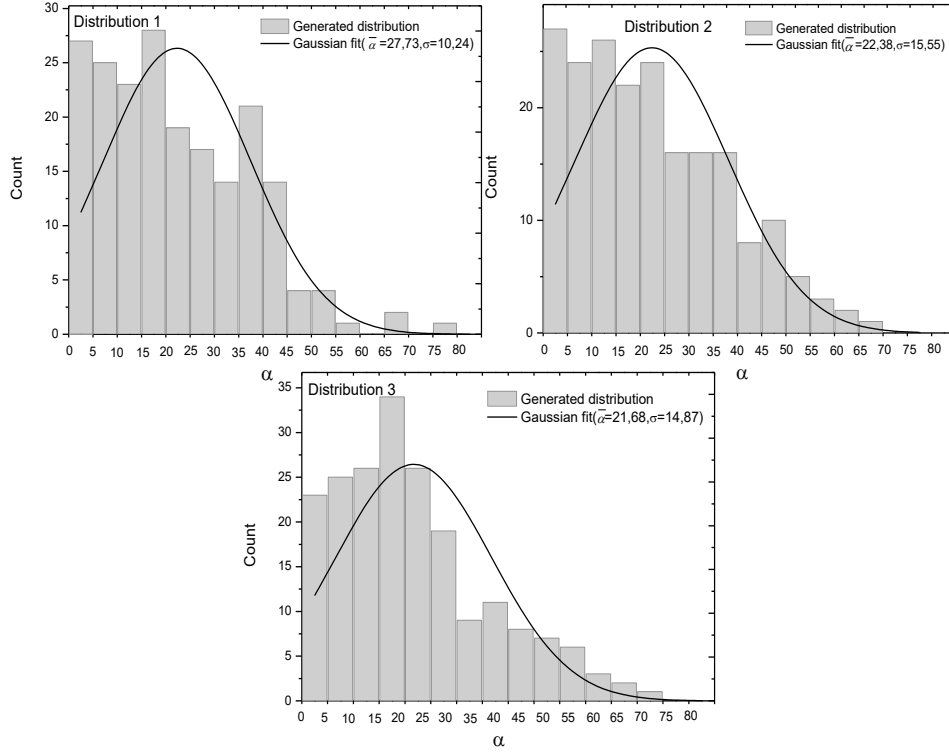 Distribution 1
Generated distribution
Gaussian fit( α̅=27,73,σ=10,24)
30
25
20
15
10
5
0
Count
0 5 10 15 20 25 30 35 40 45 50 55 60 65 70 75 80
α
Distribution 2
Generated distribution
Gaussian fit(α̅=22,38,σ=15,55)
20
10
0
Count
0 5 10 15 20 25 30 35 40 45 50 55 60 65 70 75 80
α
Distribution 3
Generated distribution
Gaussian fit(α̅=21,68,σ=14,87)
35
30
25
20
15
10
5
0
Count
0 5 10 15 20 25 30 35 40 45 50 55 60 65 70 75 80
α